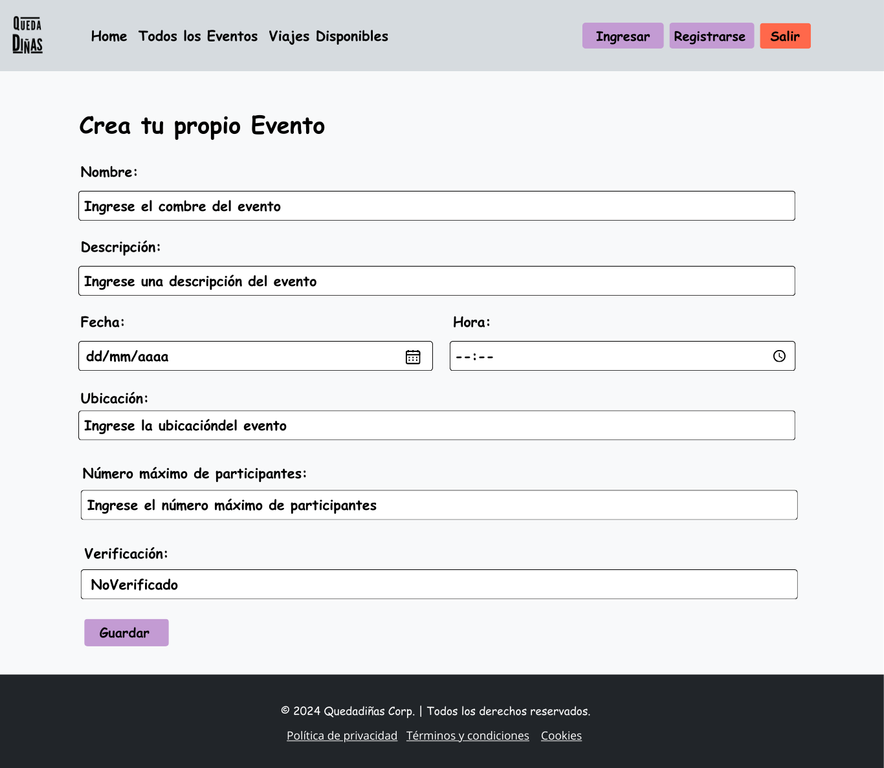 QUEDA
DIÑAS
Home Todos los Eventos Viajes Disponibles Ingresar Registrarse Salir
Crea tu propio Evento
Nombre:
Ingrese el combre del evento
Descripción:
Ingrese una descripción del evento
Fecha: Hora:
dd/mm/aaaa --:--
Ubicación:
Ingrese la ubicacióndel evento
Número máximo de participantes:
Ingrese el número máximo de participantes
Verificación:
NoVerificado
Guardar
© 2024 Quedadiñas Corp. | Todos los derechos reservados.
Política de privacidad Términos y condiciones Cookies